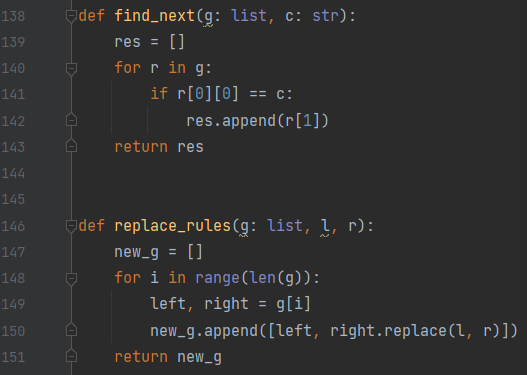 138 def find_next(g: list, c: str):
139     res = []
140     for r in g:
141         if r[0][0] == c:
142             res.append(r[1])
143     return res
144
145
146 def replace_rules(g: list, l, r):
147     new_g = []
148     for i in range(len(g)):
149         left, right = g[i]
150         new_g.append([left, right.replace(l, r)])
151     return new_g